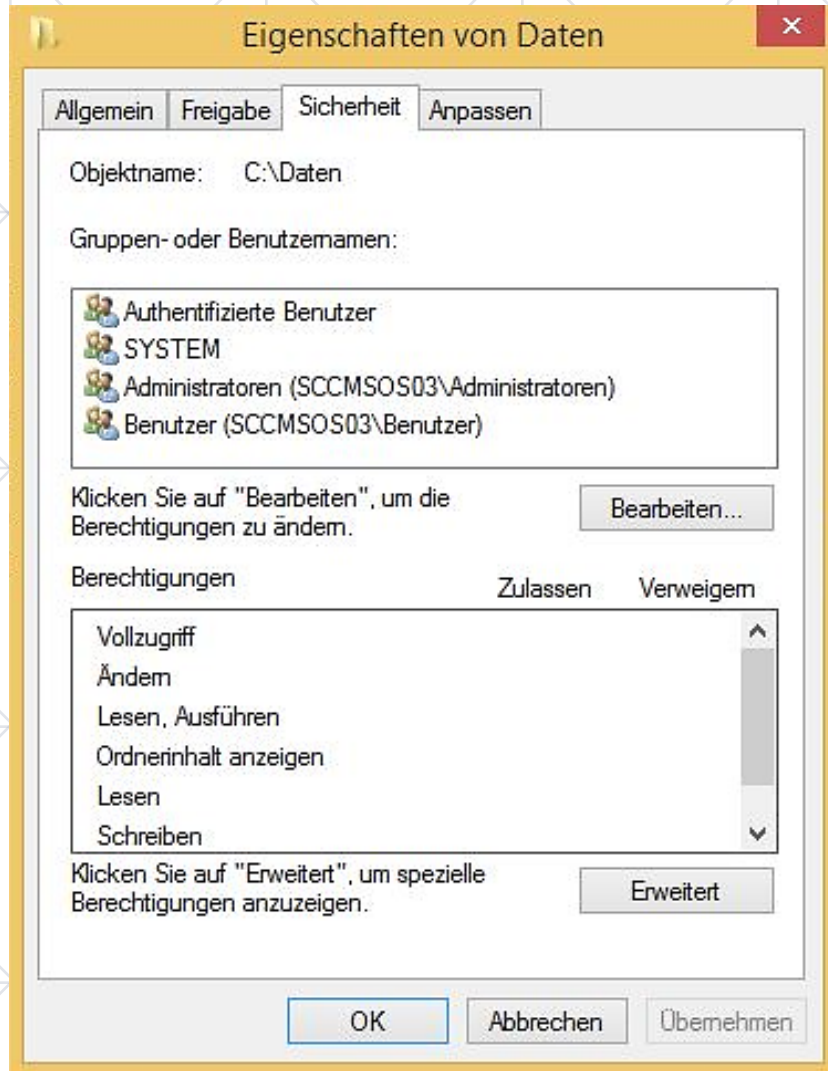 Eigenschaften von Daten
Allgemein Freigabe Sicherheit Anpassen
Objektname: C:\Daten
Gruppen- oder Benutzernamen:
Authentifizierte Benutzer
SYSTEM
Administratoren (SCCMSOS03\Administratoren)
Benutzer (SCCMSOS03\Benutzer)
Klicken Sie auf "Bearbeiten", um die
Berechtigungen zu ändern.
Bearbeiten...
Berechtigungen Zulassen Verweigern
Vollzugriff
Ändern
Lesen, Ausführen
Ordnerinhalt anzeigen
Lesen
Schreiben
Klicken Sie auf "Erweitert", um spezielle
Berechtigungen anzuzeigen.
Erweitert
OK Abbrechen Übernehmen